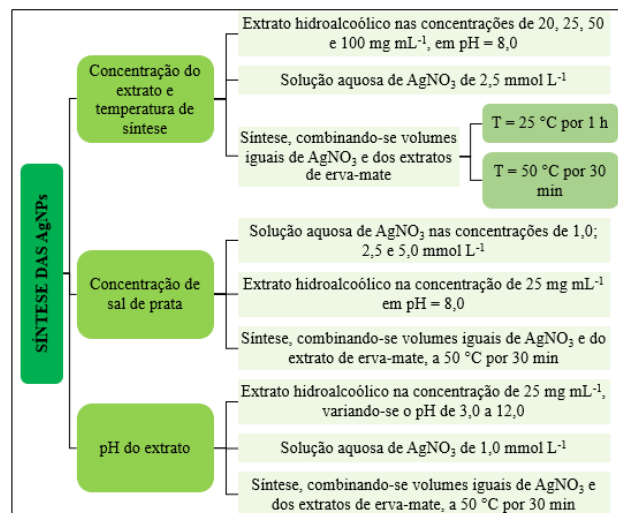 SÍNTESE DAS AgNPs
Concentração do
extrato e
temperatura de
síntese
Extrato hidroalcoólico nas concentrações de 20, 25, 50
e 100 mg mL⁻¹, em pH = 8,0
Solução aquosa de AgNO₃ de 2,5 mmol L⁻¹
Síntese, combinando-se volumes
iguais de AgNO₃ e dos extratos
de erva-mate
T = 25 °C por 1 h
T = 50 °C por 30
min
Concentração de
sal de prata
Solução aquosa de AgNO₃ nas concentrações de 1,0;
2,5 e 5,0 mmol L⁻¹
Extrato hidroalcoólico na concentração de 25 mg mL⁻¹
em pH = 8,0
Síntese, combinando-se volumes iguais de AgNO₃ e do
extrato de erva-mate, a 50 °C por 30 min
pH do extrato
Extrato hidroalcoólico na concentração de 25 mg mL⁻¹,
variando-se o pH de 3,0 a 12,0
Solução aquosa de AgNO₃ de 1,0 mmol L⁻¹
Síntese, combinando-se volumes iguais de AgNO₃ e
dos extratos de erva-mate, a 50 °C por 30 min